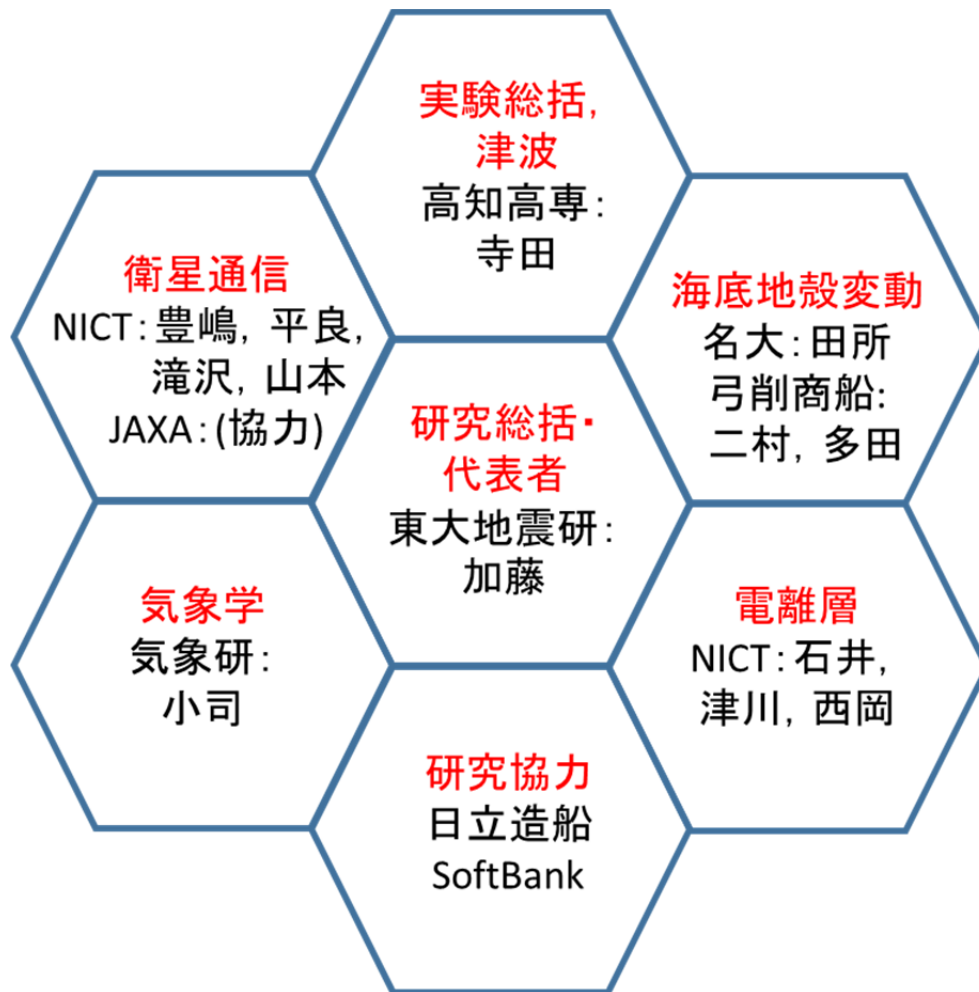 実験総括,
津波
高知高専：
寺田
衛星通信
NICT：豊嶋, 平良,
滝沢, 山本
JAXA：(協力)
海底地殻変動
名大：田所
弓削商船：
二村, 多田
研究総括・
代表者
東大地震研：
加藤
気象学
気象研：
小司
電離層
NICT：石井,
津川, 西岡
研究協力
日立造船
SoftBank